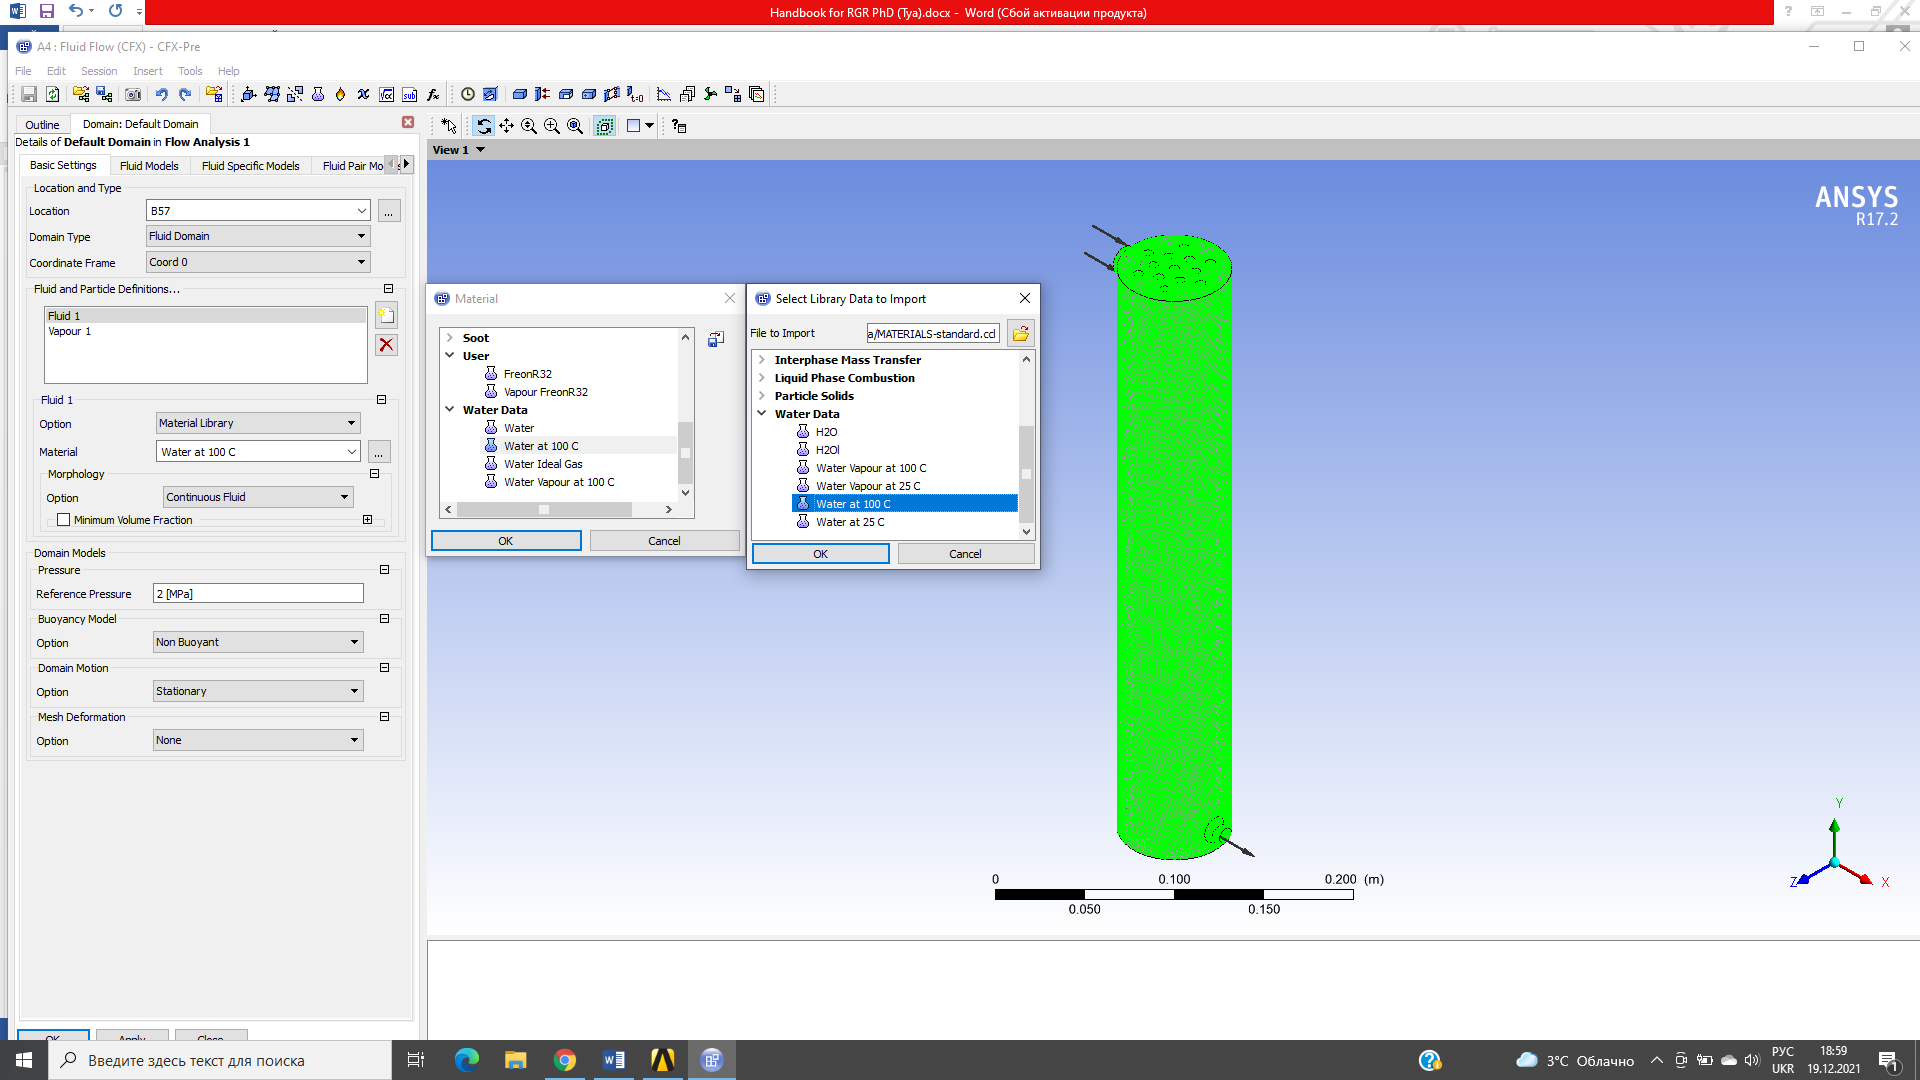 Handbook for RGR PhD (Tya).docx - Word (Сбой активации продукта)
A4 : Fluid Flow (CFX) - CFX-Pre
File Edit Session Insert Tools Help
Outline Domain: Default Domain
Details of Default Domain in Flow Analysis 1
Basic Settings Fluid Models Fluid Specific Models Fluid Pair Mo
Location and Type
Location B57 ...
Domain Type Fluid Domain
Coordinate Frame Coord 0
Fluid and Particle Definitions...
Fluid 1
Vapour 1
Fluid 1
Option Material Library
Material Water at 100 C ...
Morphology
Option Continuous Fluid
Minimum Volume Fraction
Domain Models
Pressure
Reference Pressure 2 [MPa]
Buoyancy Model
Option Non Buoyant
Domain Motion
Option Stationary
Mesh Deformation
Option None
OK Apply Close
View 1
ANSYS
R17.2
Material
Soot
User
FreonR32
Vapour FreonR32
Water Data
Water
Water at 100 C
Water Ideal Gas
Water Vapour at 100 C
OK Cancel
Select Library Data to Import
File to Import a/MATERIALS-standard.ccl
Interphase Mass Transfer
Liquid Phase Combustion
Particle Solids
Water Data
H2O
H2Ol
Water Vapour at 100 C
Water Vapour at 25 C
Water at 100 C
Water at 25 C
OK Cancel
0 0.100 0.200 (m)
0.050 0.150
Y
Z X
Введите здесь текст для поиска
3°C Облачно
РУС
UKR
18:59
19.12.2021
1